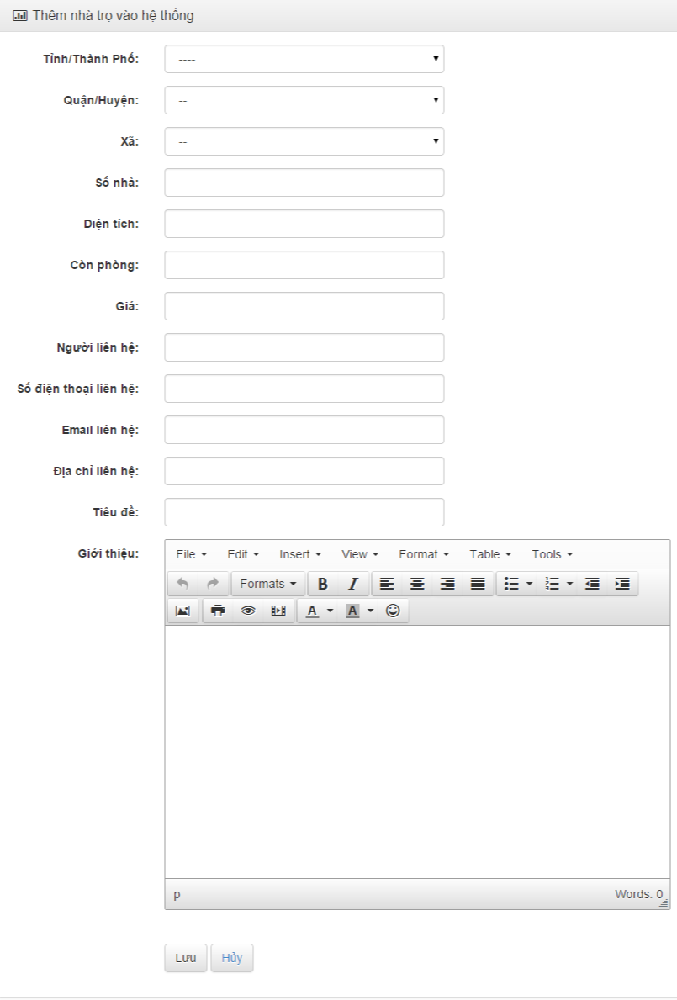 Thêm nhà trọ vào hệ thống
Tỉnh/Thành Phố: ----
Quận/Huyện: --
Xã: --
Số nhà:
Diện tích:
Còn phòng:
Giá:
Người liên hệ:
Số điện thoại liên hệ:
Email liên hệ:
Địa chỉ liên hệ:
Tiêu đề:
Giới thiệu: File Edit Insert View Format Table Tools
Formats B I
A A
p Words: 0
Lưu Hủy